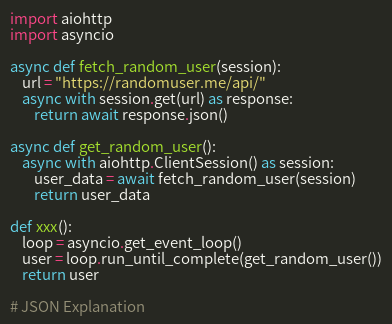 import aiohttp
import asyncio
async def fetch_random_user(session):
url = "https://randomuser.me/api/"
async with session.get(url) as response:
return await response.json()
async def get_random_user():
async with aiohttp.ClientSession() as session:
user_data = await fetch_random_user(session)
return user_data
def xxx():
loop = asyncio.get_event_loop()
user = loop.run_until_complete(get_random_user())
return user
# JSON Explanation